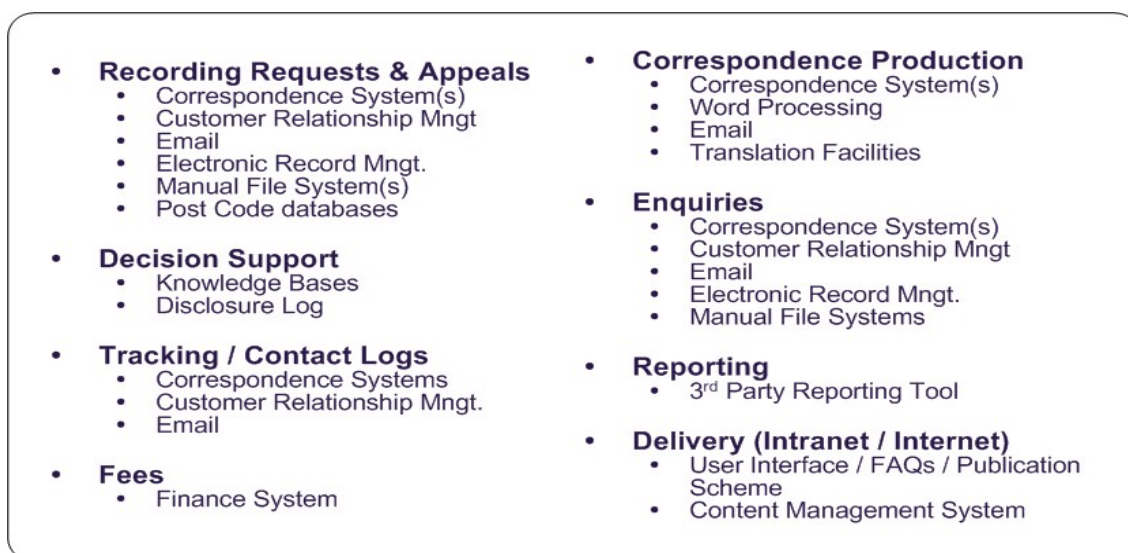 • Recording Requests & Appeals
• Correspondence System(s)
• Customer Relationship Mngt
• Email
• Electronic Record Mngt.
• Manual File System(s)
• Post Code databases
• Decision Support
• Knowledge Bases
• Disclosure Log
• Tracking / Contact Logs
• Correspondence Systems
• Customer Relationship Mngt.
• Email
• Fees
• Finance System
• Correspondence Production
• Correspondence System(s)
• Word Processing
• Email
• Translation Facilities
• Enquiries
• Correspondence System(s)
• Customer Relationship Mngt
• Email
• Electronic Record Mngt.
• Manual File Systems
• Reporting
• 3rd Party Reporting Tool
• Delivery (Intranet / Internet)
• User Interface / FAQs / Publication
Scheme
• Content Management System